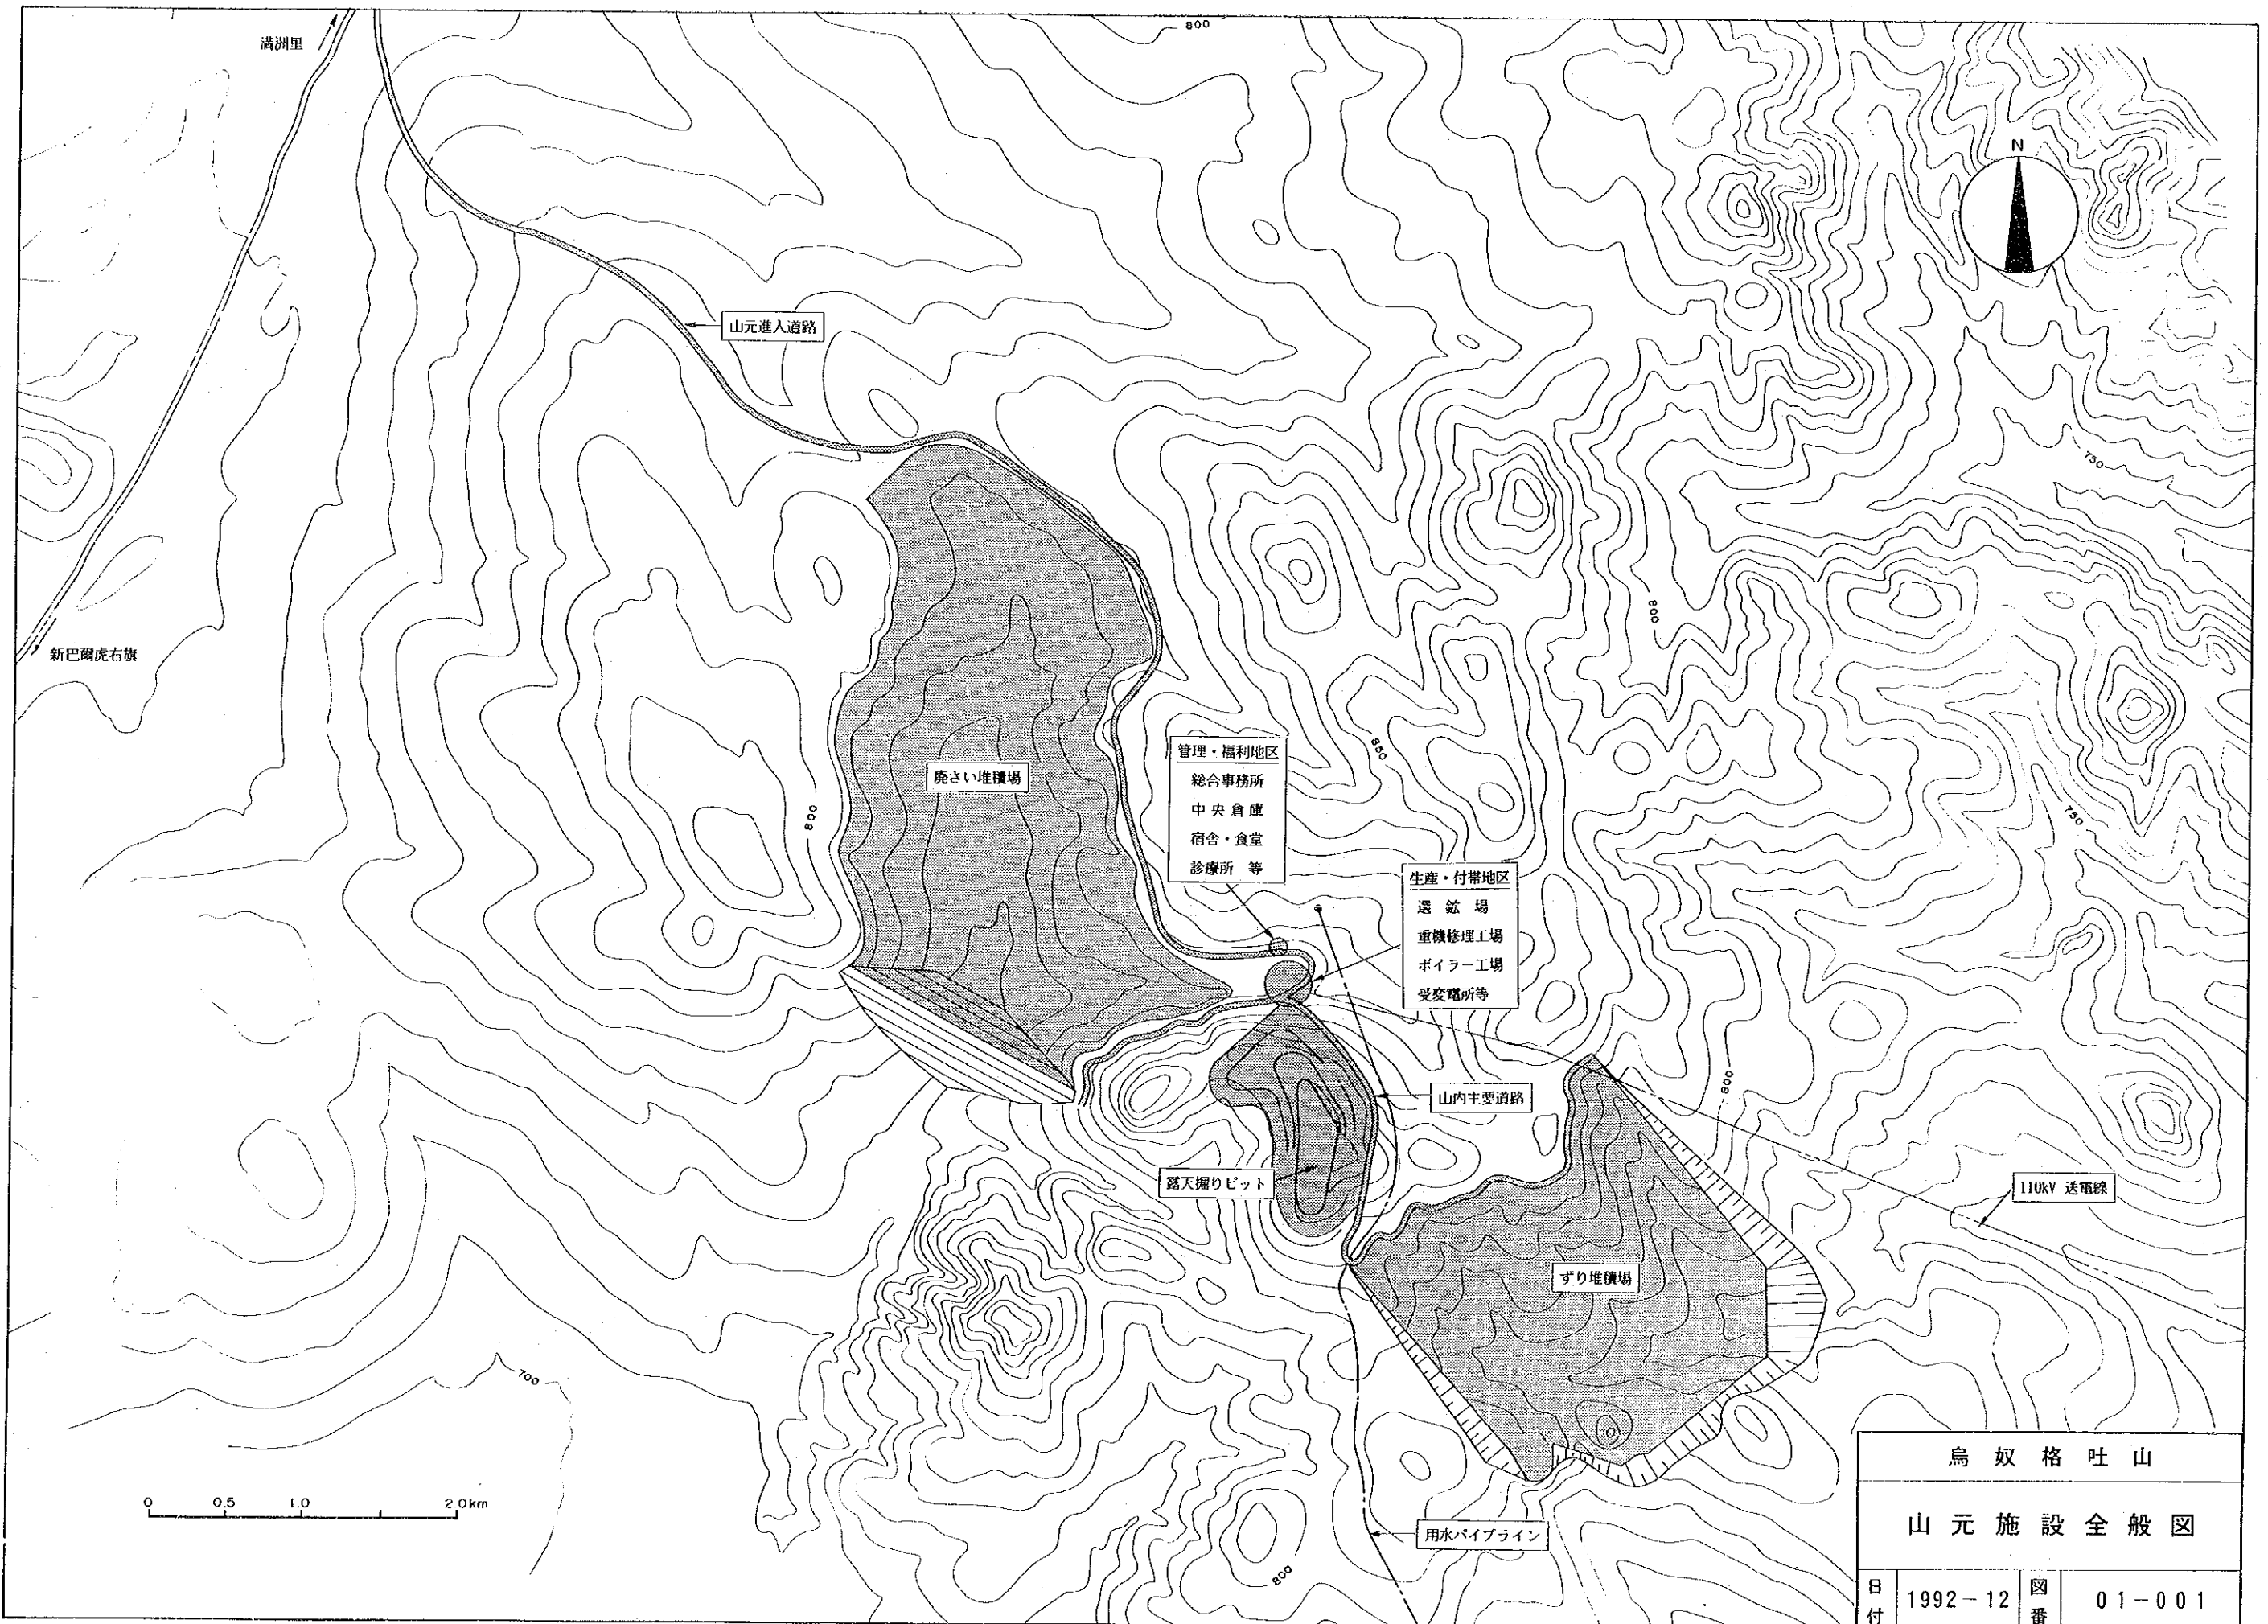 満洲里
800
N
山元進入道路
750
800
新巴爾虎右旗
850
管理・福利地区
総合事務所
中央倉庫
宿舎・食堂
診療所 等
廃さい堆積場
800
750
生産・付帯地区
選鉱場
重機修理工場
ボイラー工場
受変電所等
800
山内主要道路
露天掘りピット
110kV 送電線
ずり堆積場
700
0 0.5 1.0 2.0km
用水パイプライン
800
烏奴格吐山
山元施設全般図
日付 1992-12 図番 01-001